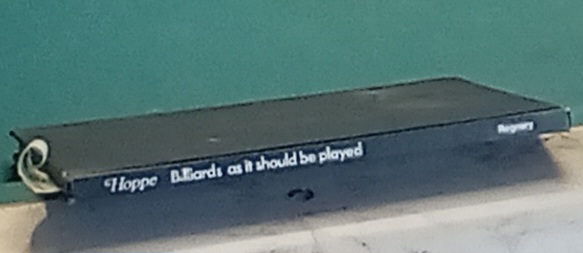 Hoppe Billiards as it should be played Regnery